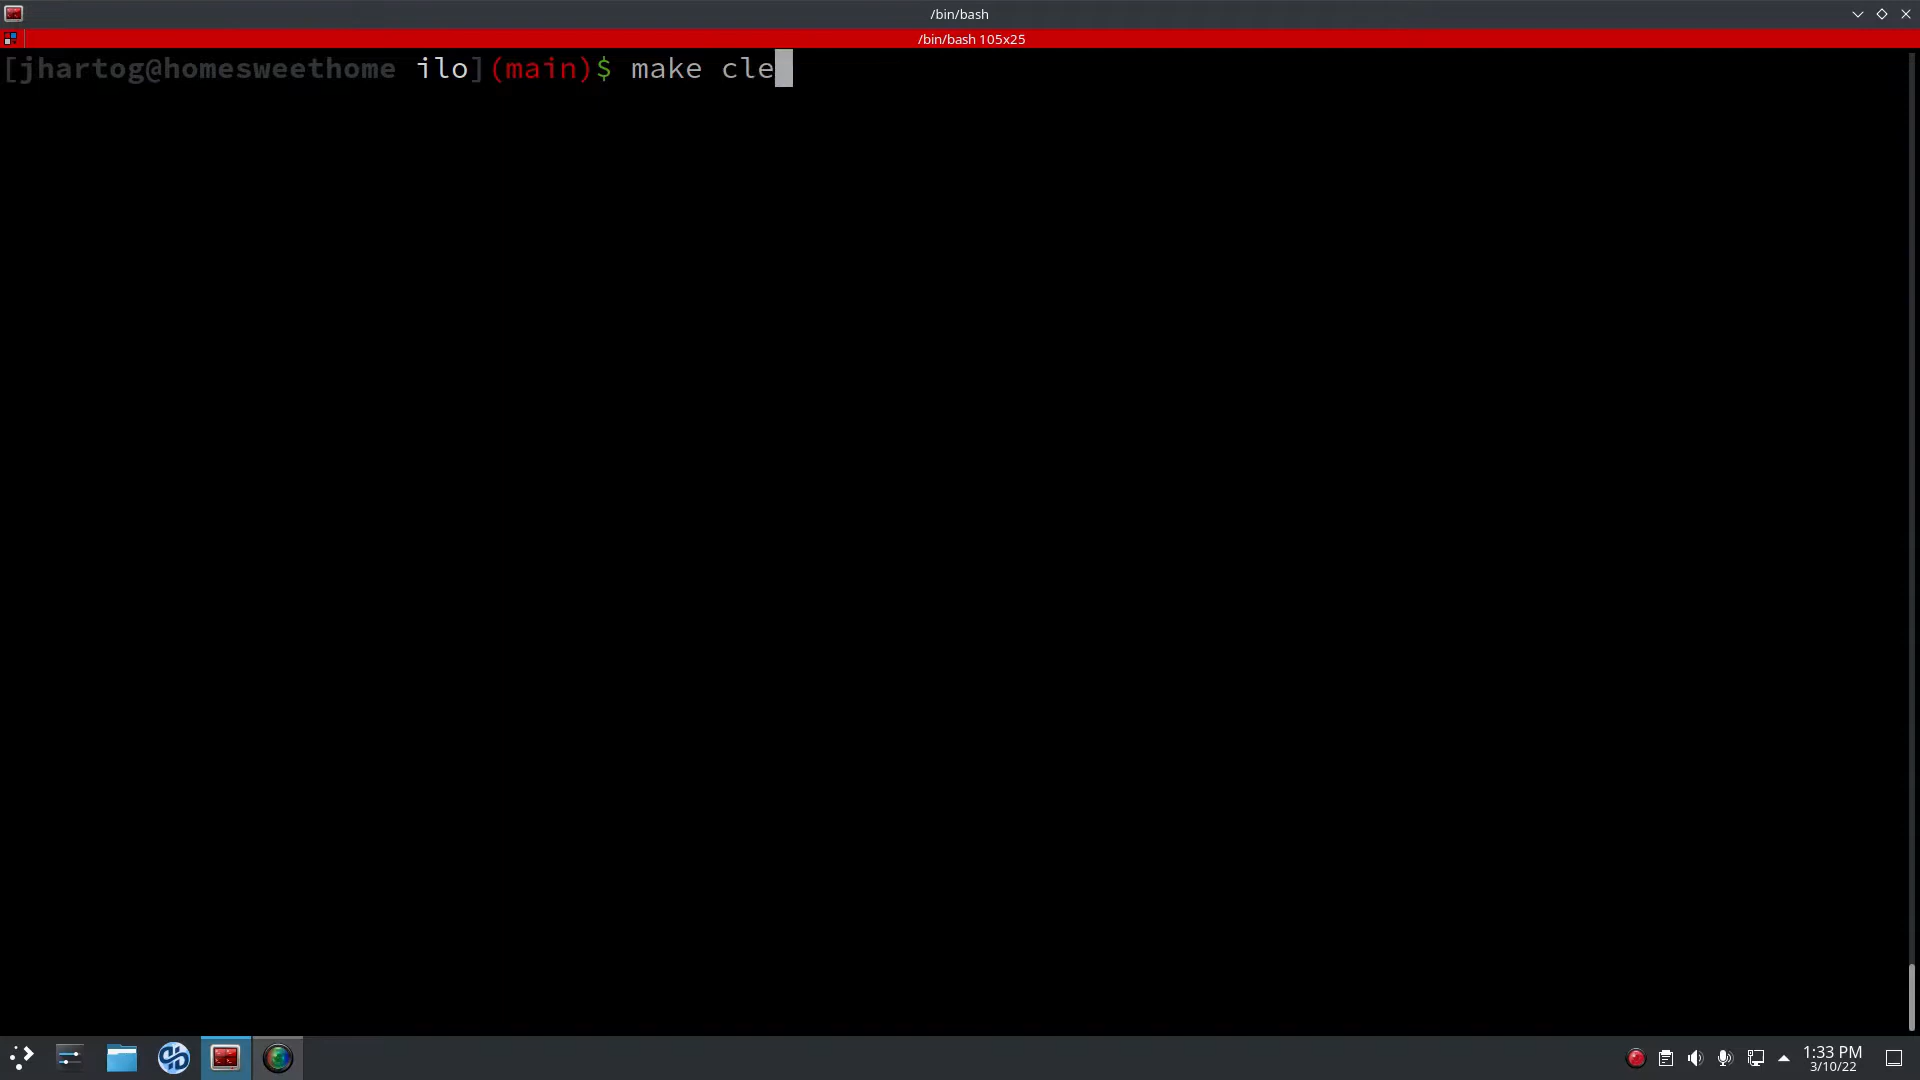 /bin/bash
/bin/bash 105x25
[jhartog@homesweethome ilo](main)$ make cle
1:33 PM
3/10/22